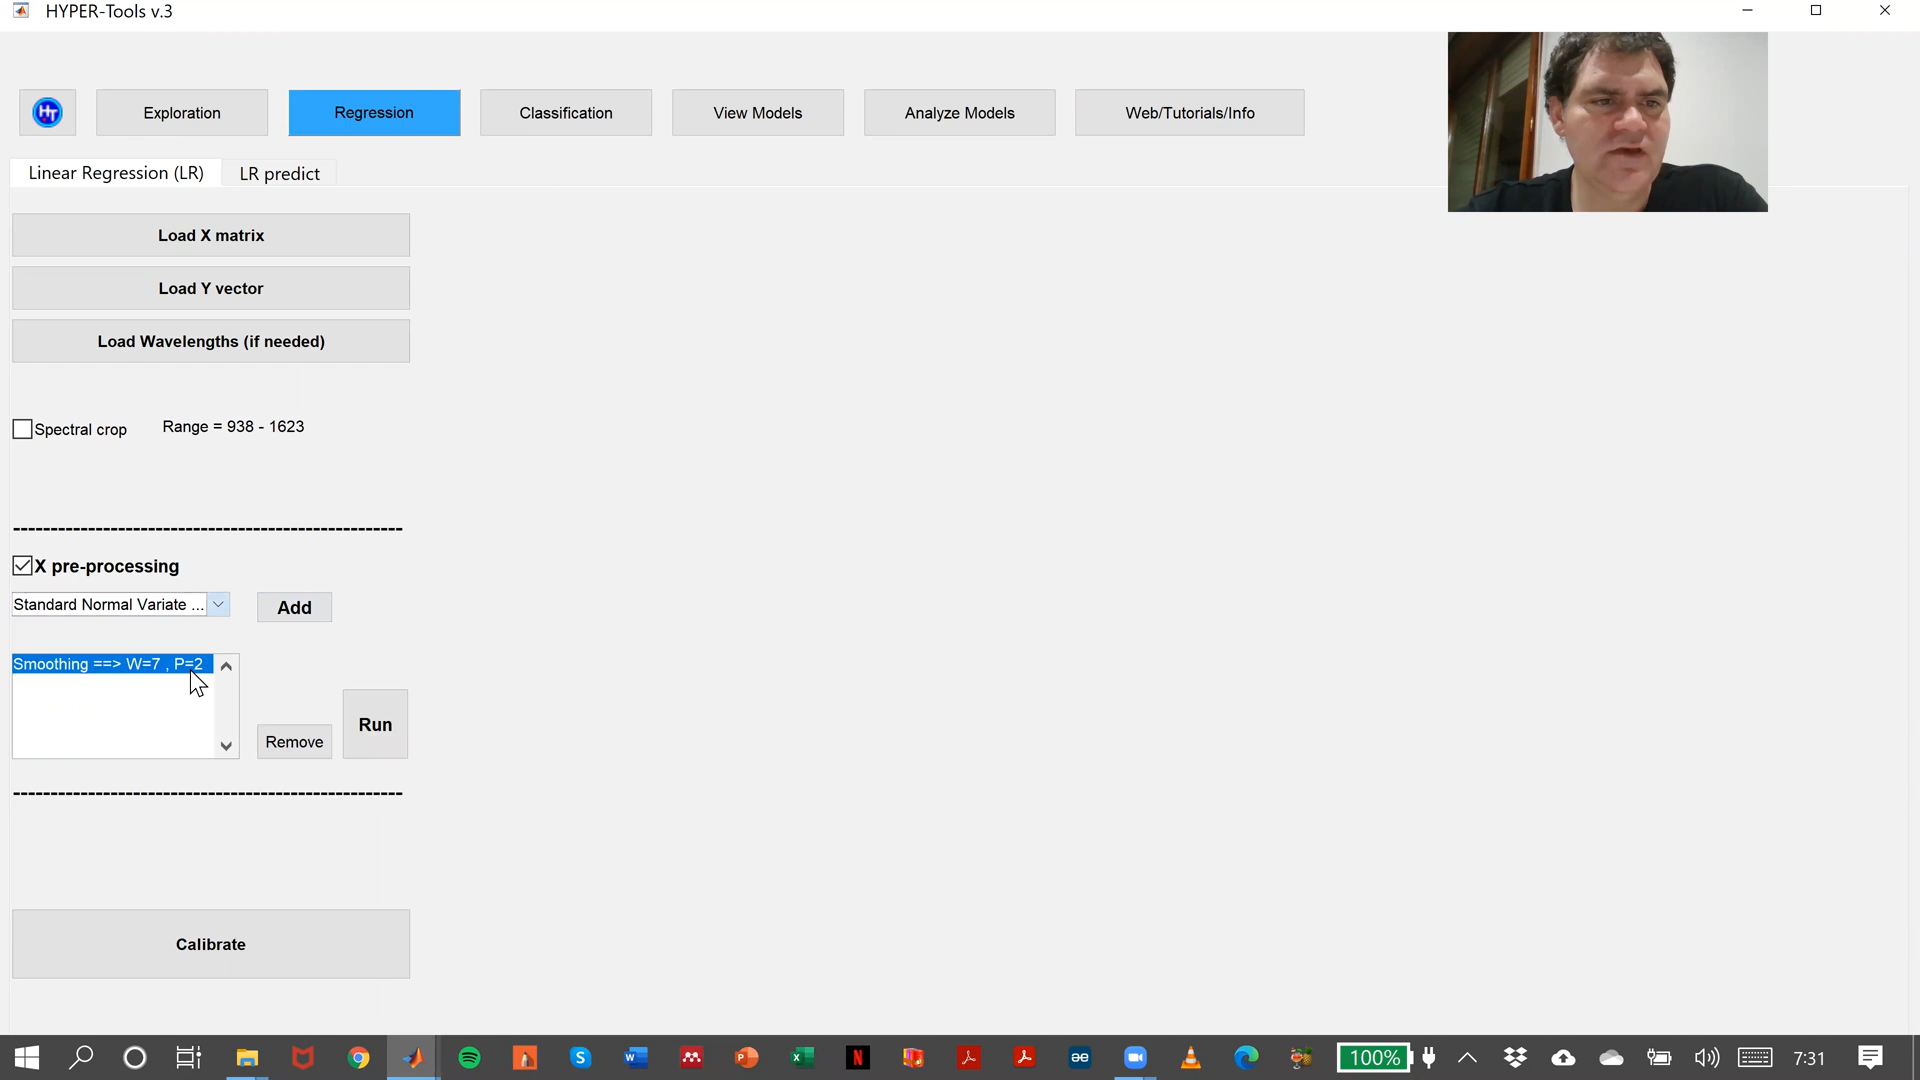 HYPER-Tools v.3
HT
Exploration
Regression
Classification
View Models
Analyze Models
Web/Tutorials/Info
Linear Regression (LR)
LR predict
Load X matrix
Load Y vector
Load Wavelengths (if needed)
Spectral crop
Range = 938 - 1623
----------------------------------------------------
X pre-processing
Standard Normal Variate ...
Add
Smoothing ==> W=7 , P=2
Remove
Run
----------------------------------------------------
Calibrate
100%
7:31